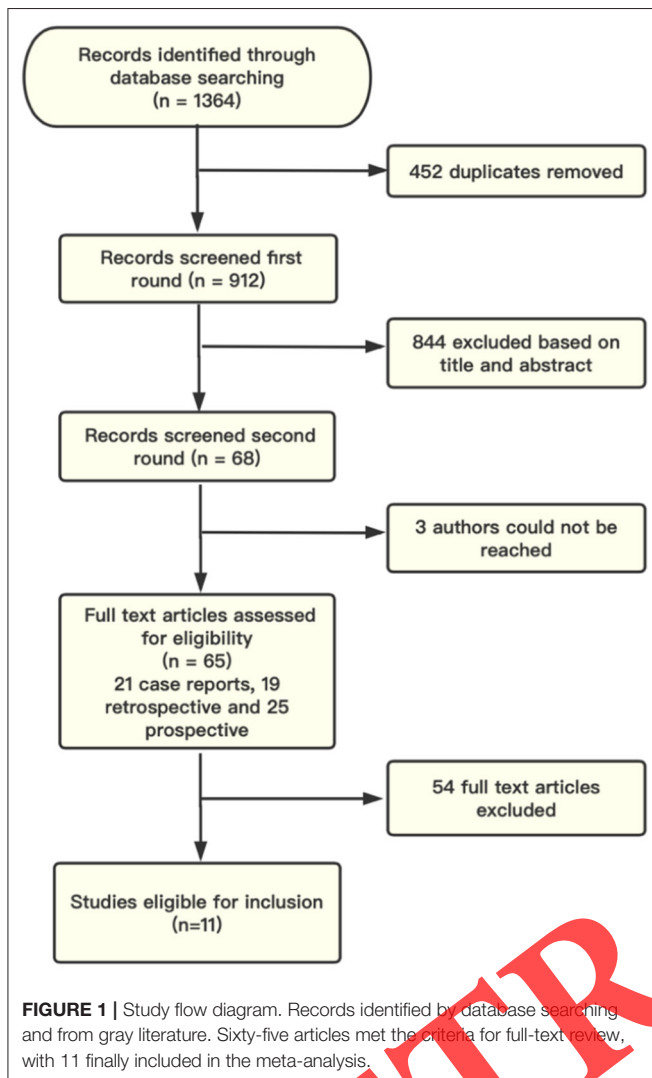 Records identified through
database searching
(n = 1364)
452 duplicates removed
Records screened first
round (n = 912)
844 excluded based on
title and abstract
Records screened second
round (n = 68)
3 authors could not be
reached
Full text articles assessed
for eligibility
(n = 65)
21 case reports, 19
retrospective and 25
prospective
54 full text articles
excluded
Studies eligible for inclusion
(n=11)
FIGURE 1 | Study flow diagram. Records identified by database searching
and from gray literature. Sixty-five articles met the criteria for full-text review,
with 11 finally included in the meta-analysis.
TR